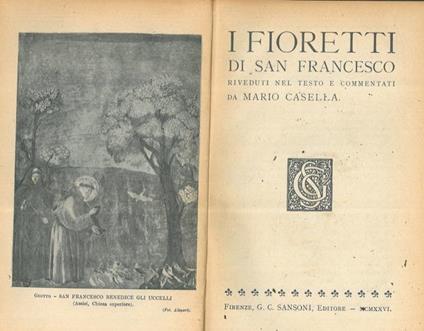 GIOTTO - SAN FRANCESCO BENEDICE GLI UCCELLI
(Assisi, Chiesa superiore).
(Fot. Alinari).
I FIORETTI
DI SAN FRANCESCO
RIVEDUTI NEL TESTO E COMMENTATI
DA MARIO CASELLA.
GCS
FIRENZE, G. C. SANSONI, EDITORE - MCMXXVI.